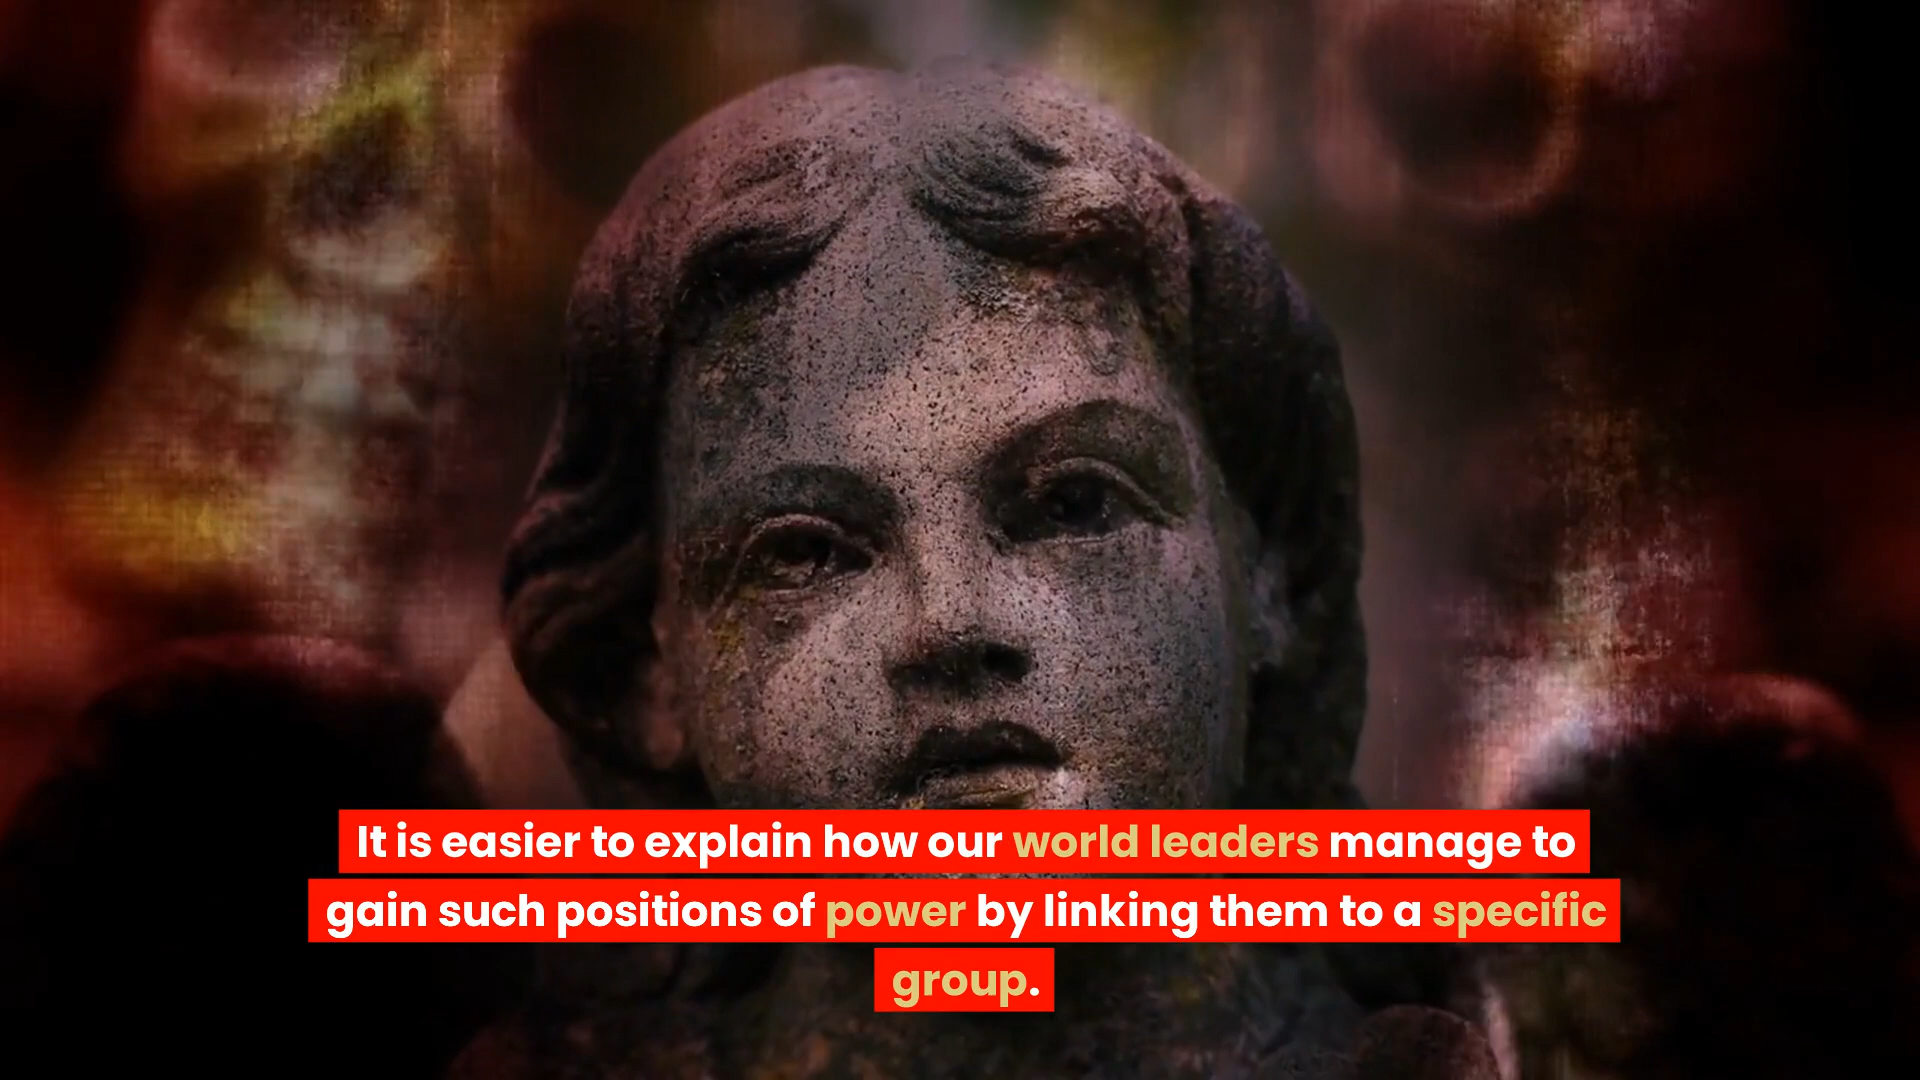 It is easier to explain how our world leaders manage to
gain such positions of power by linking them to a specific
group.